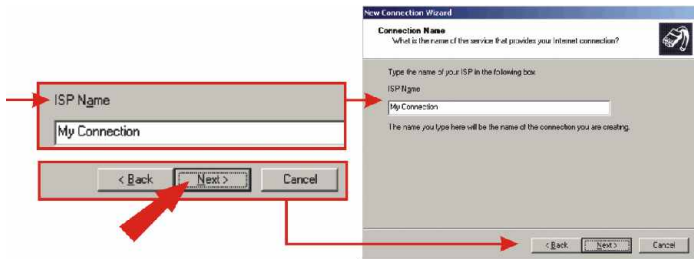 ISP Name
My Connection
< Back
Next >
Cancel
New Connection Wizard
Connection Name
What is the name of the service that provides your Internet connection?
Type the name of your ISP in the following box.
ISP Name
My Connection
The name you type here will be the name of the connection you are creating.
< Back
Next >
Cancel